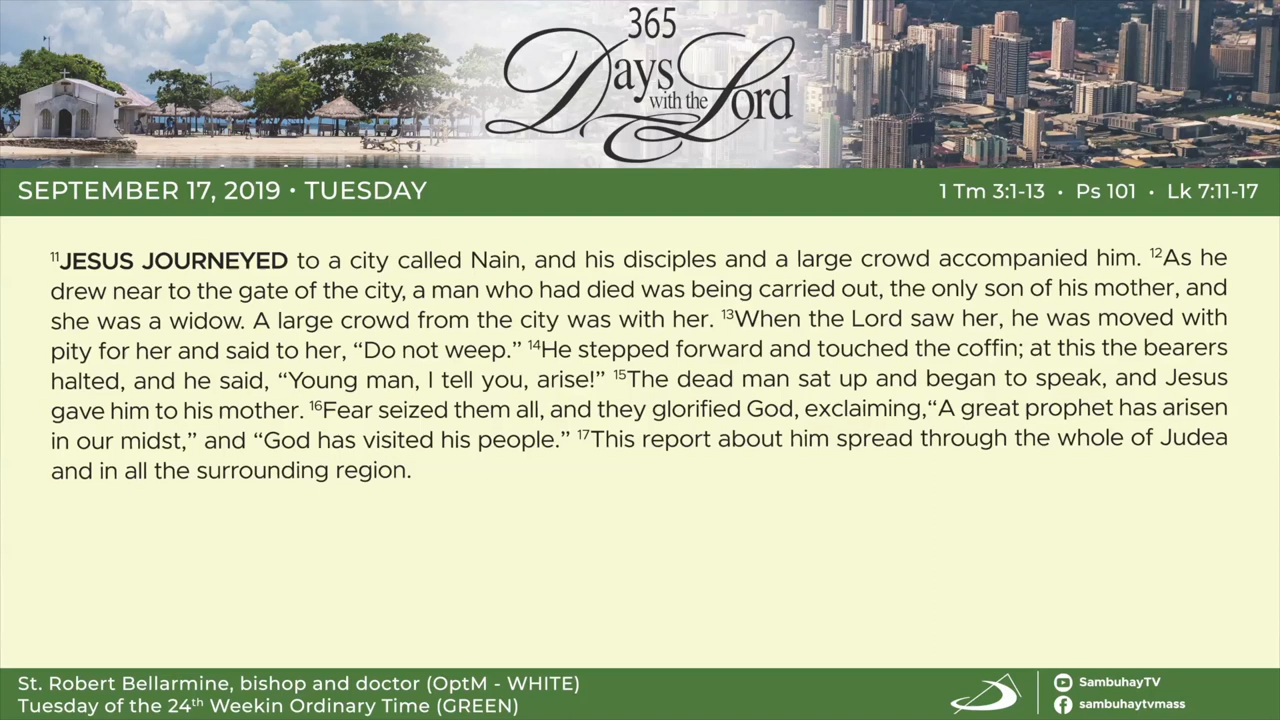 365
Days with the Lord
SEPTEMBER 17, 2019 • TUESDAY
1 Tm 3:1-13 • Ps 101 • Lk 7:11-17
¹¹JESUS JOURNEYED to a city called Nain, and his disciples and a large crowd accompanied him. ¹²As he
drew near to the gate of the city, a man who had died was being carried out, the only son of his mother, and
she was a widow. A large crowd from the city was with her. ¹³When the Lord saw her, he was moved with
pity for her and said to her, “Do not weep.” ¹⁴He stepped forward and touched the coffin; at this the bearers
halted, and he said, “Young man, I tell you, arise!” ¹⁵The dead man sat up and began to speak, and Jesus
gave him to his mother. ¹⁶Fear seized them all, and they glorified God, exclaiming,“A great prophet has arisen
in our midst,” and “God has visited his people.” ¹⁷This report about him spread through the whole of Judea
and in all the surrounding region.
St. Robert Bellarmine, bishop and doctor (OptM - WHITE)
Tuesday of the 24ᵗʰ Weekin Ordinary Time (GREEN)
SambuhayTV
sambuhaytvmass